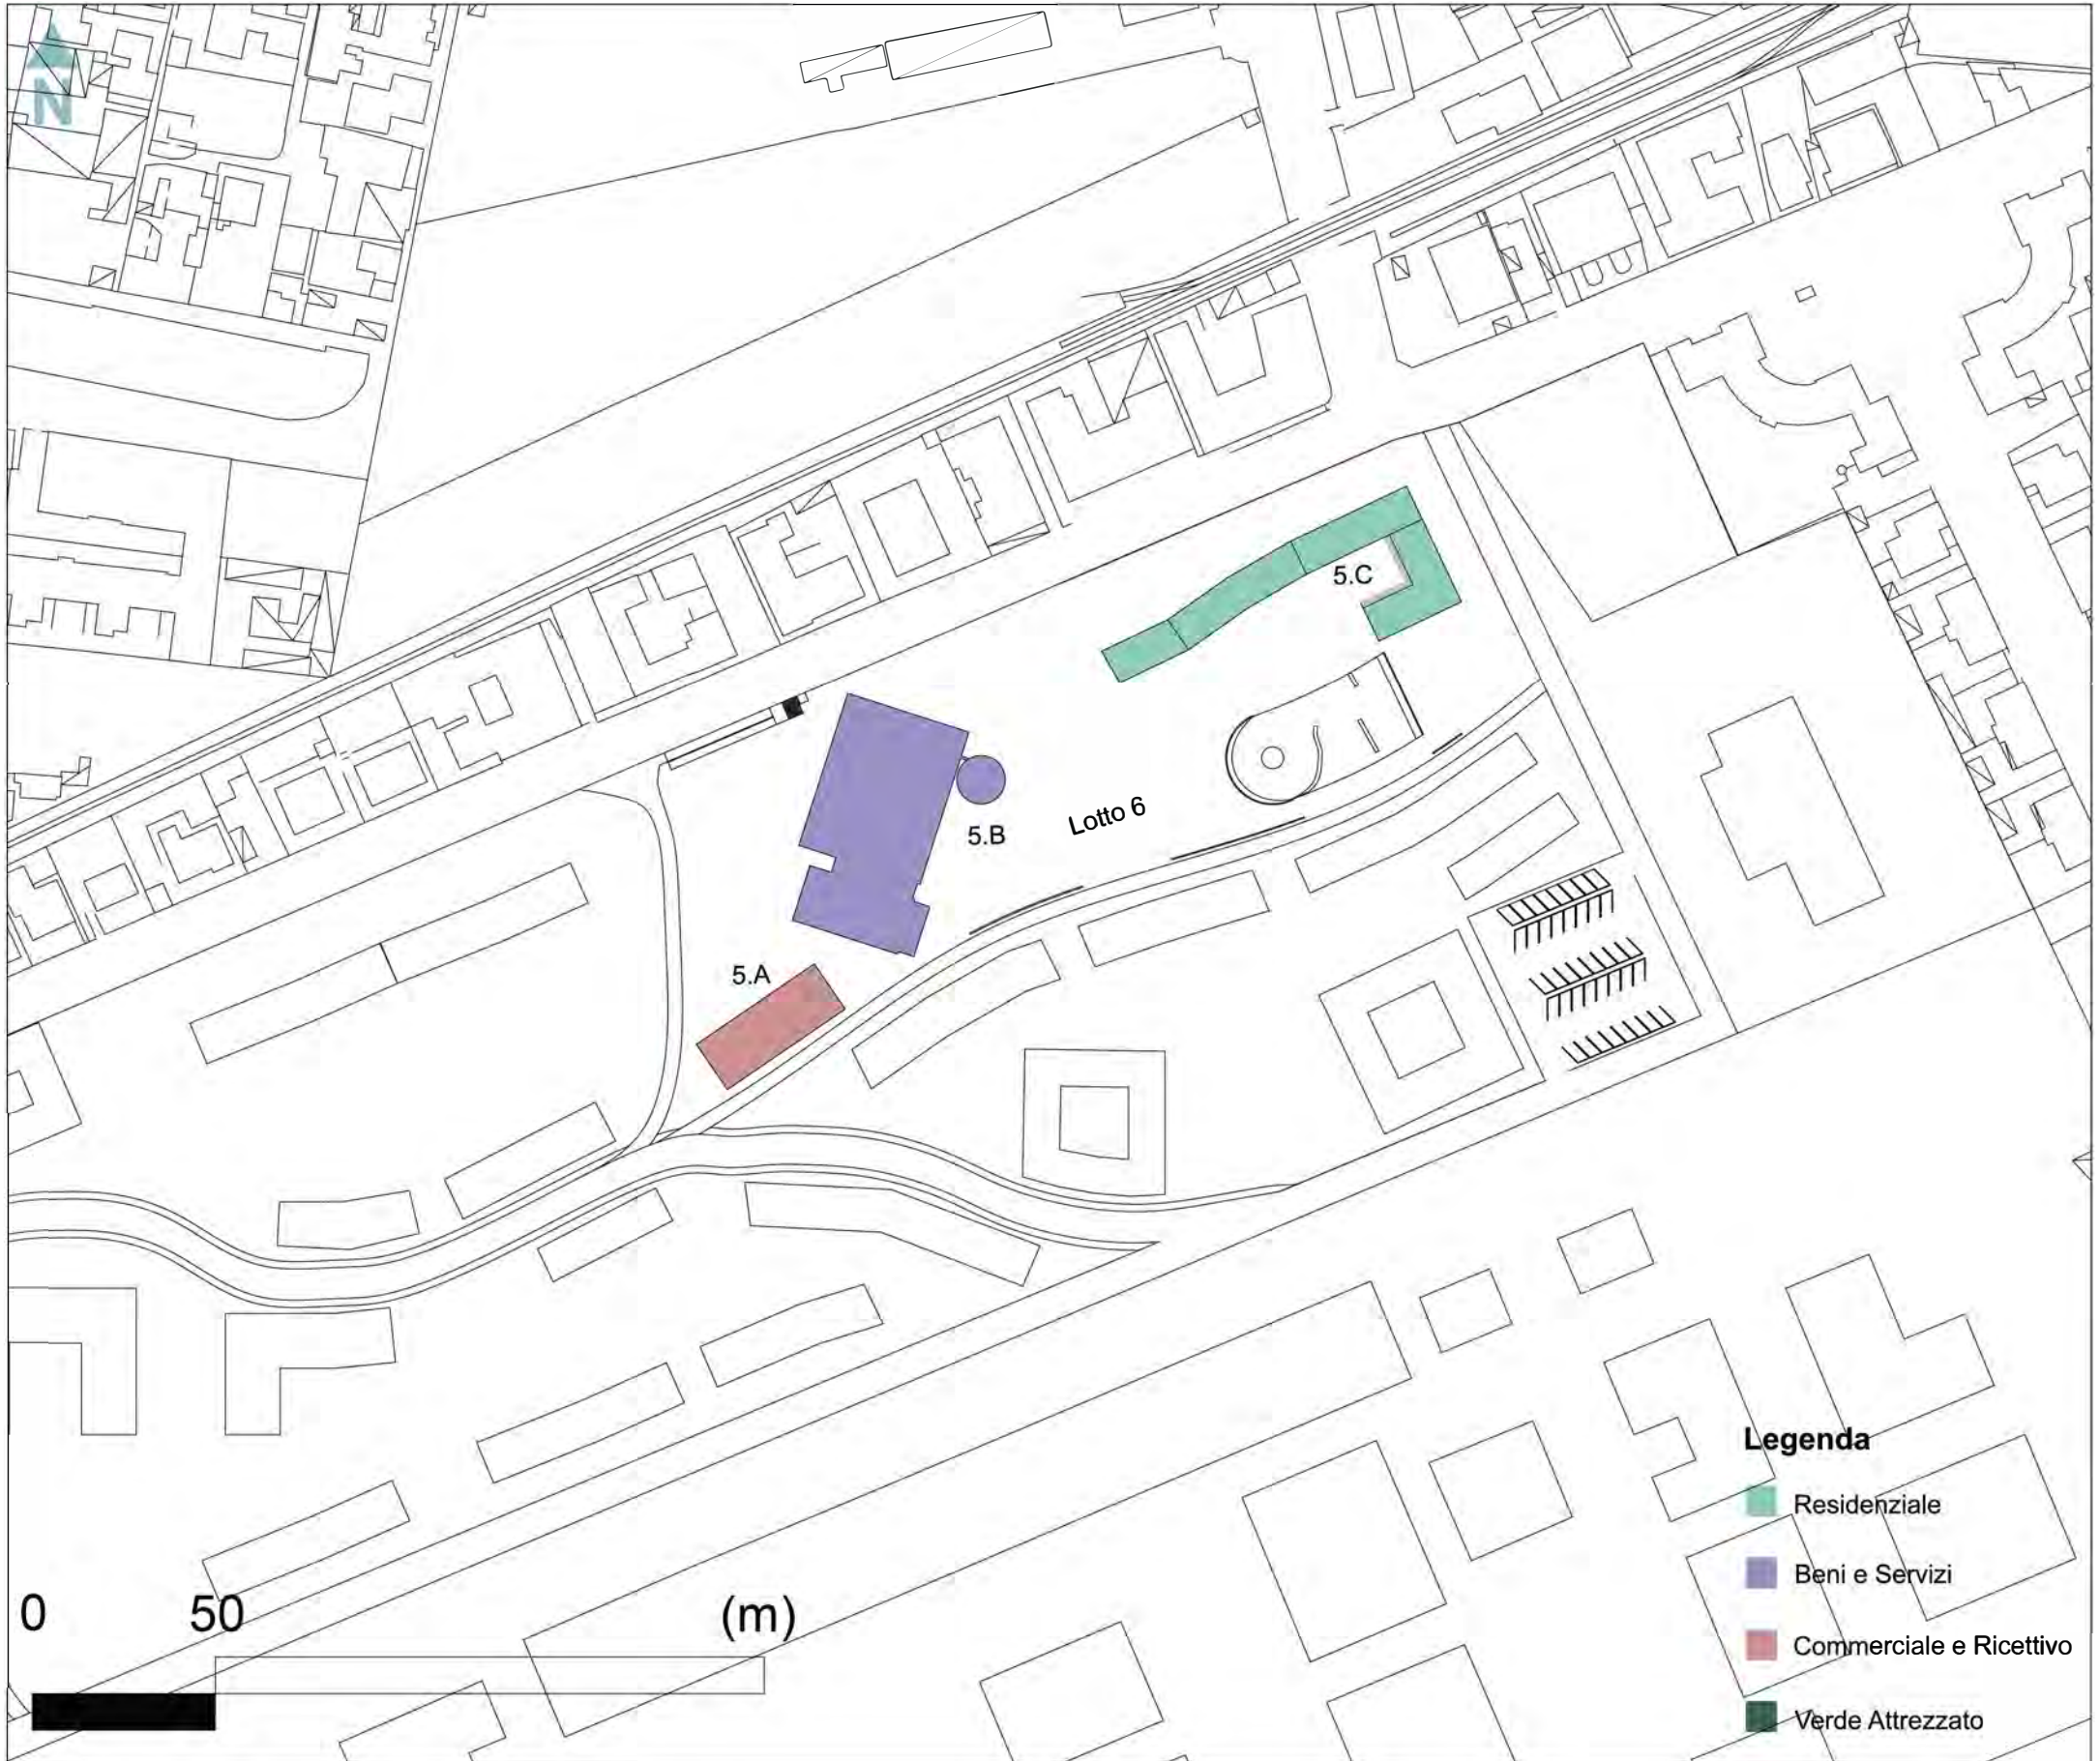 N
5.C
5.B
Lotto 6
5.A
Legenda
Residenziale
Beni e Servizi
Commerciale e Ricettivo
Verde Attrezzato
0 50 (m)